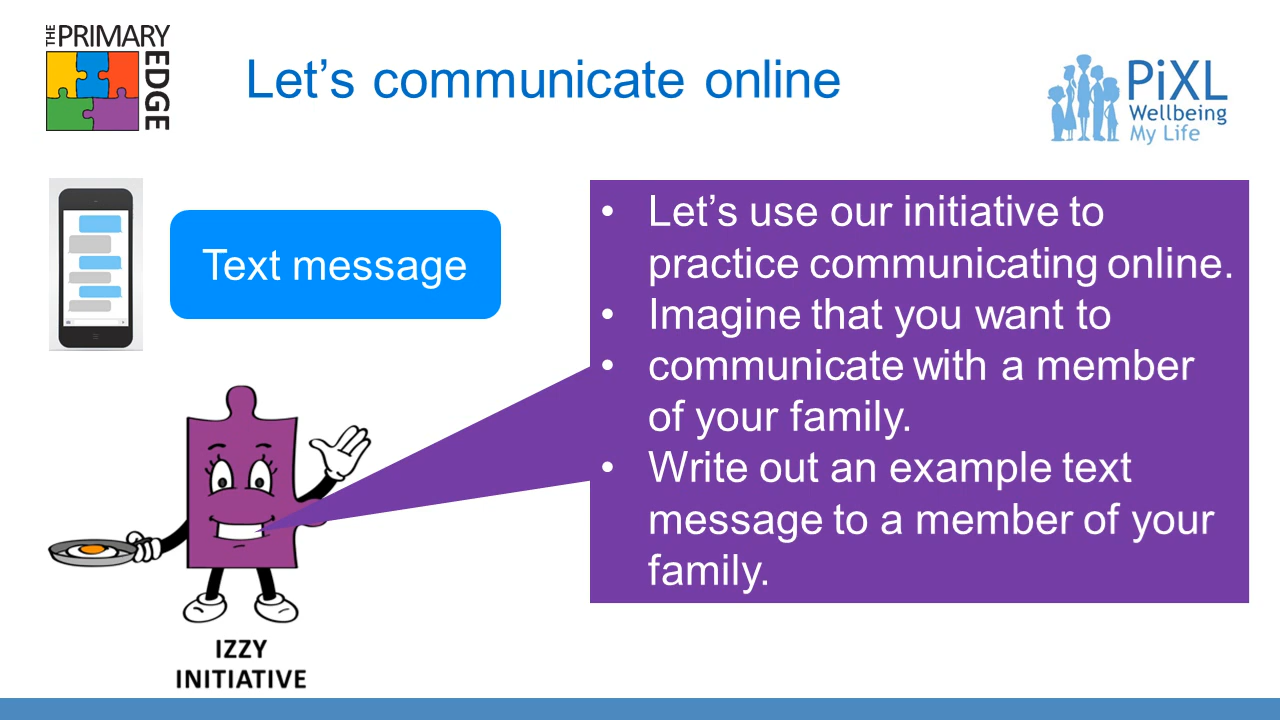 THE PRIMARY EDGE
Let’s communicate online
PiXL
Wellbeing
My Life
Text message
• Let’s use our initiative to
practice communicating online.
• Imagine that you want to
• communicate with a member
of your family.
• Write out an example text
message to a member of your
family.
IZZY
INITIATIVE